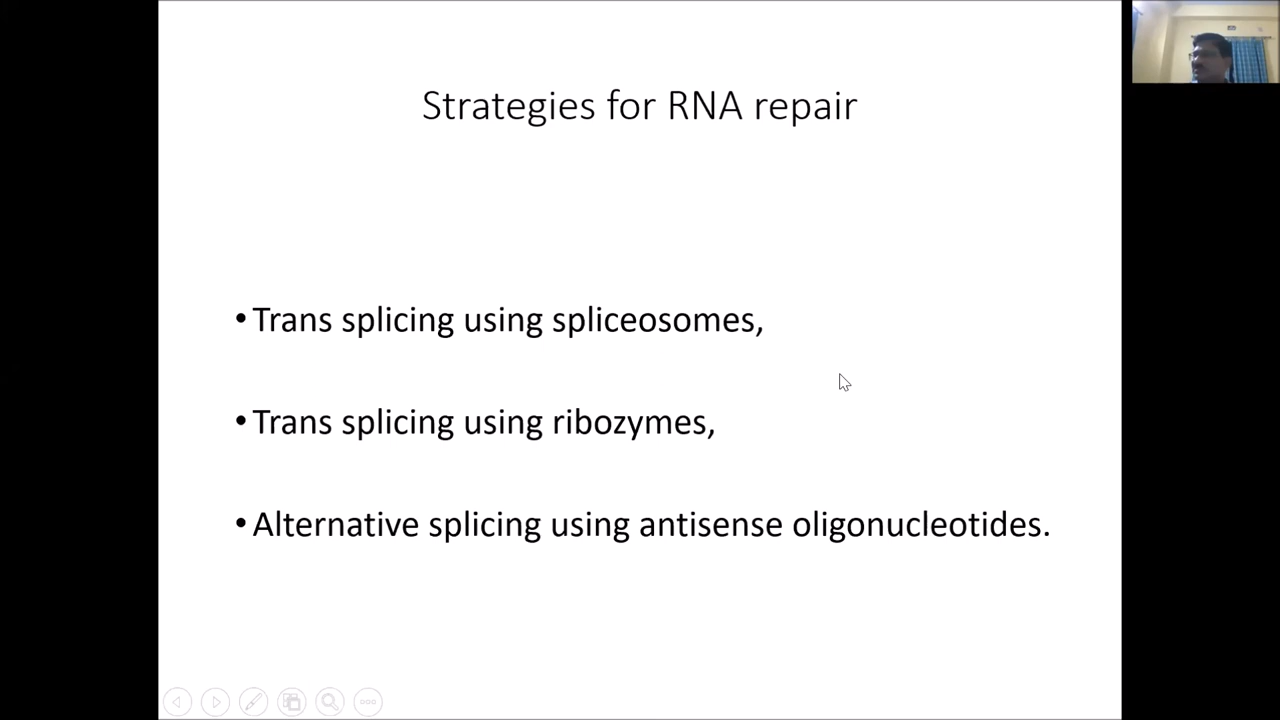 Strategies for RNA repair
• Trans splicing using spliceosomes,
• Trans splicing using ribozymes,
• Alternative splicing using antisense oligonucleotides.